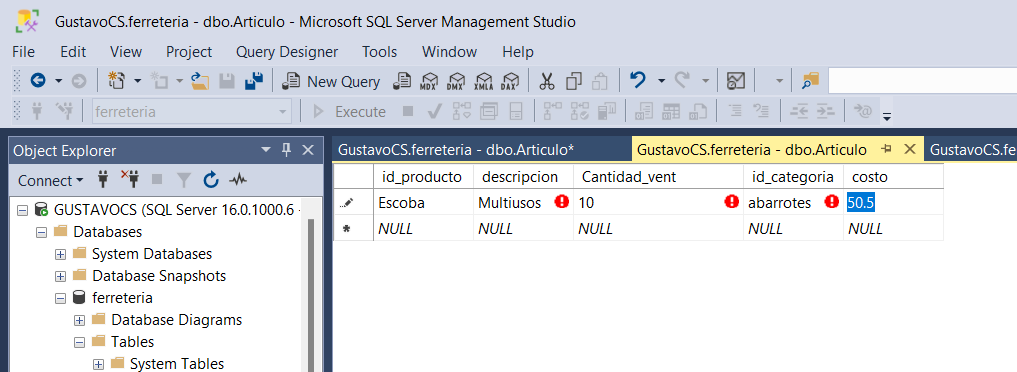 GustavoCS.ferreteria - dbo.Articulo - Microsoft SQL Server Management Studio
File Edit View Project Query Designer Tools Window Help
New Query MDX DMX XMLA DAX
ferreteria Execute
Object Explorer
Connect
GUSTAVOCS (SQL Server 16.0.1000.6 -
Databases
System Databases
Database Snapshots
ferreteria
Database Diagrams
Tables
System Tables
GustavoCS.ferreteria - dbo.Articulo* GustavoCS.ferreteria - dbo.Articulo GustavoCS.fe
id_producto descripcion Cantidad_vent id_categoria costo
Escoba Multiusos 10 abarrotes 50.5
* NULL NULL NULL NULL NULL